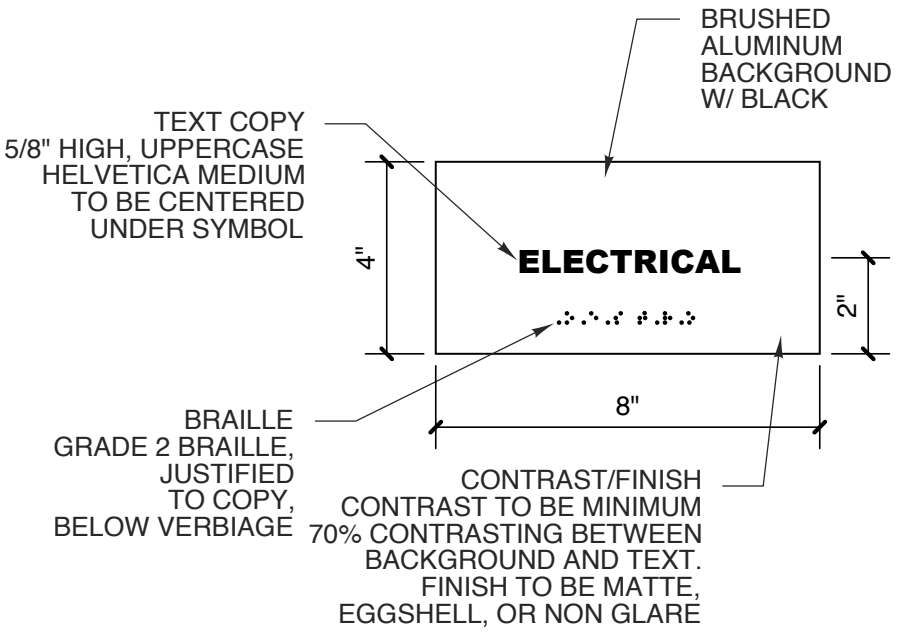 BRUSHED
ALUMINUM
BACKGROUND
W/ BLACK
TEXT COPY
5/8" HIGH, UPPERCASE
HELVETICA MEDIUM
TO BE CENTERED
UNDER SYMBOL
4"
ELECTRICAL
2"
8"
BRAILLE
GRADE 2 BRAILLE,
JUSTIFIED
TO COPY,
BELOW VERBIAGE
CONTRAST/FINISH
CONTRAST TO BE MINIMUM
70% CONTRASTING BETWEEN
BACKGROUND AND TEXT.
FINISH TO BE MATTE,
EGGSHELL, OR NON GLARE